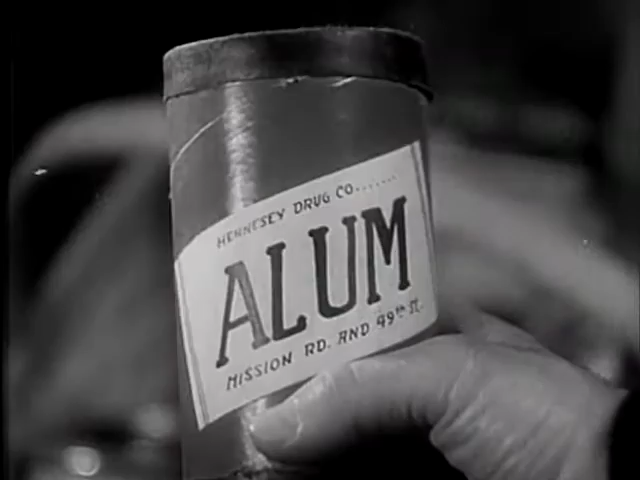 HENNESEY DRUG CO.......
ALUM
MISSION RD. AND 49th ST.